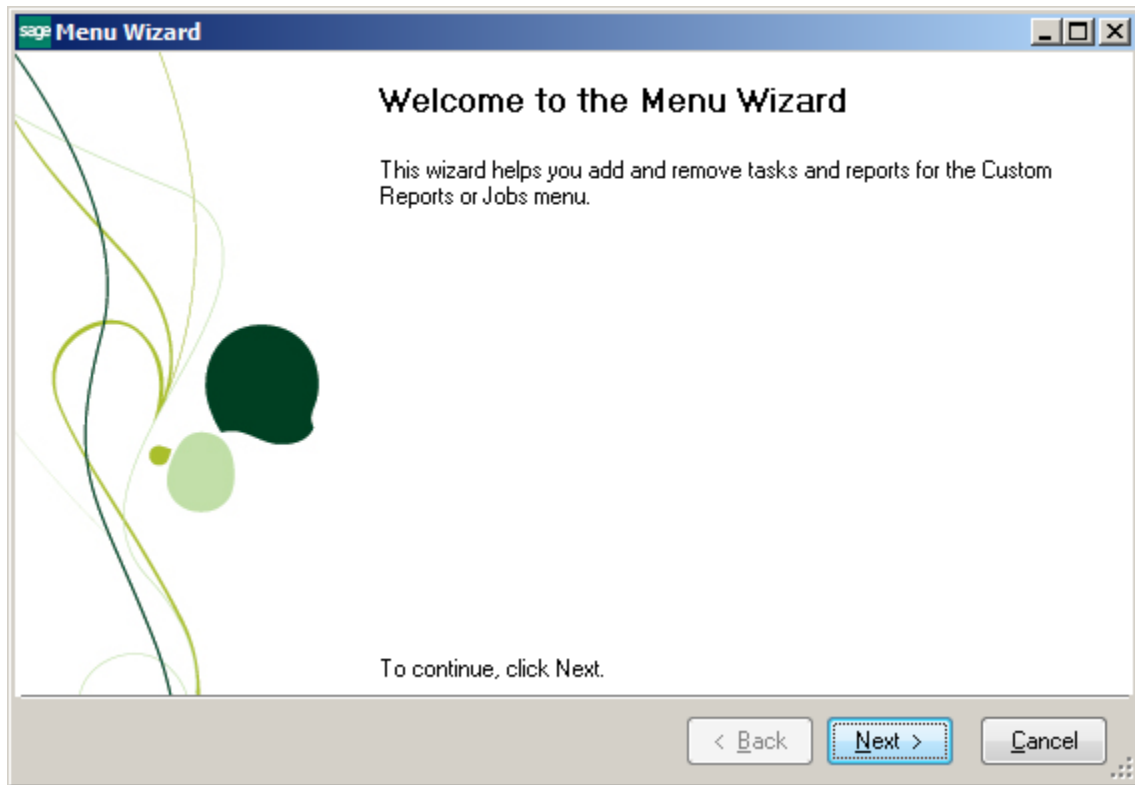 sage Menu Wizard
Welcome to the Menu Wizard
This wizard helps you add and remove tasks and reports for the Custom
Reports or Jobs menu.
To continue, click Next.
< Back Next > Cancel